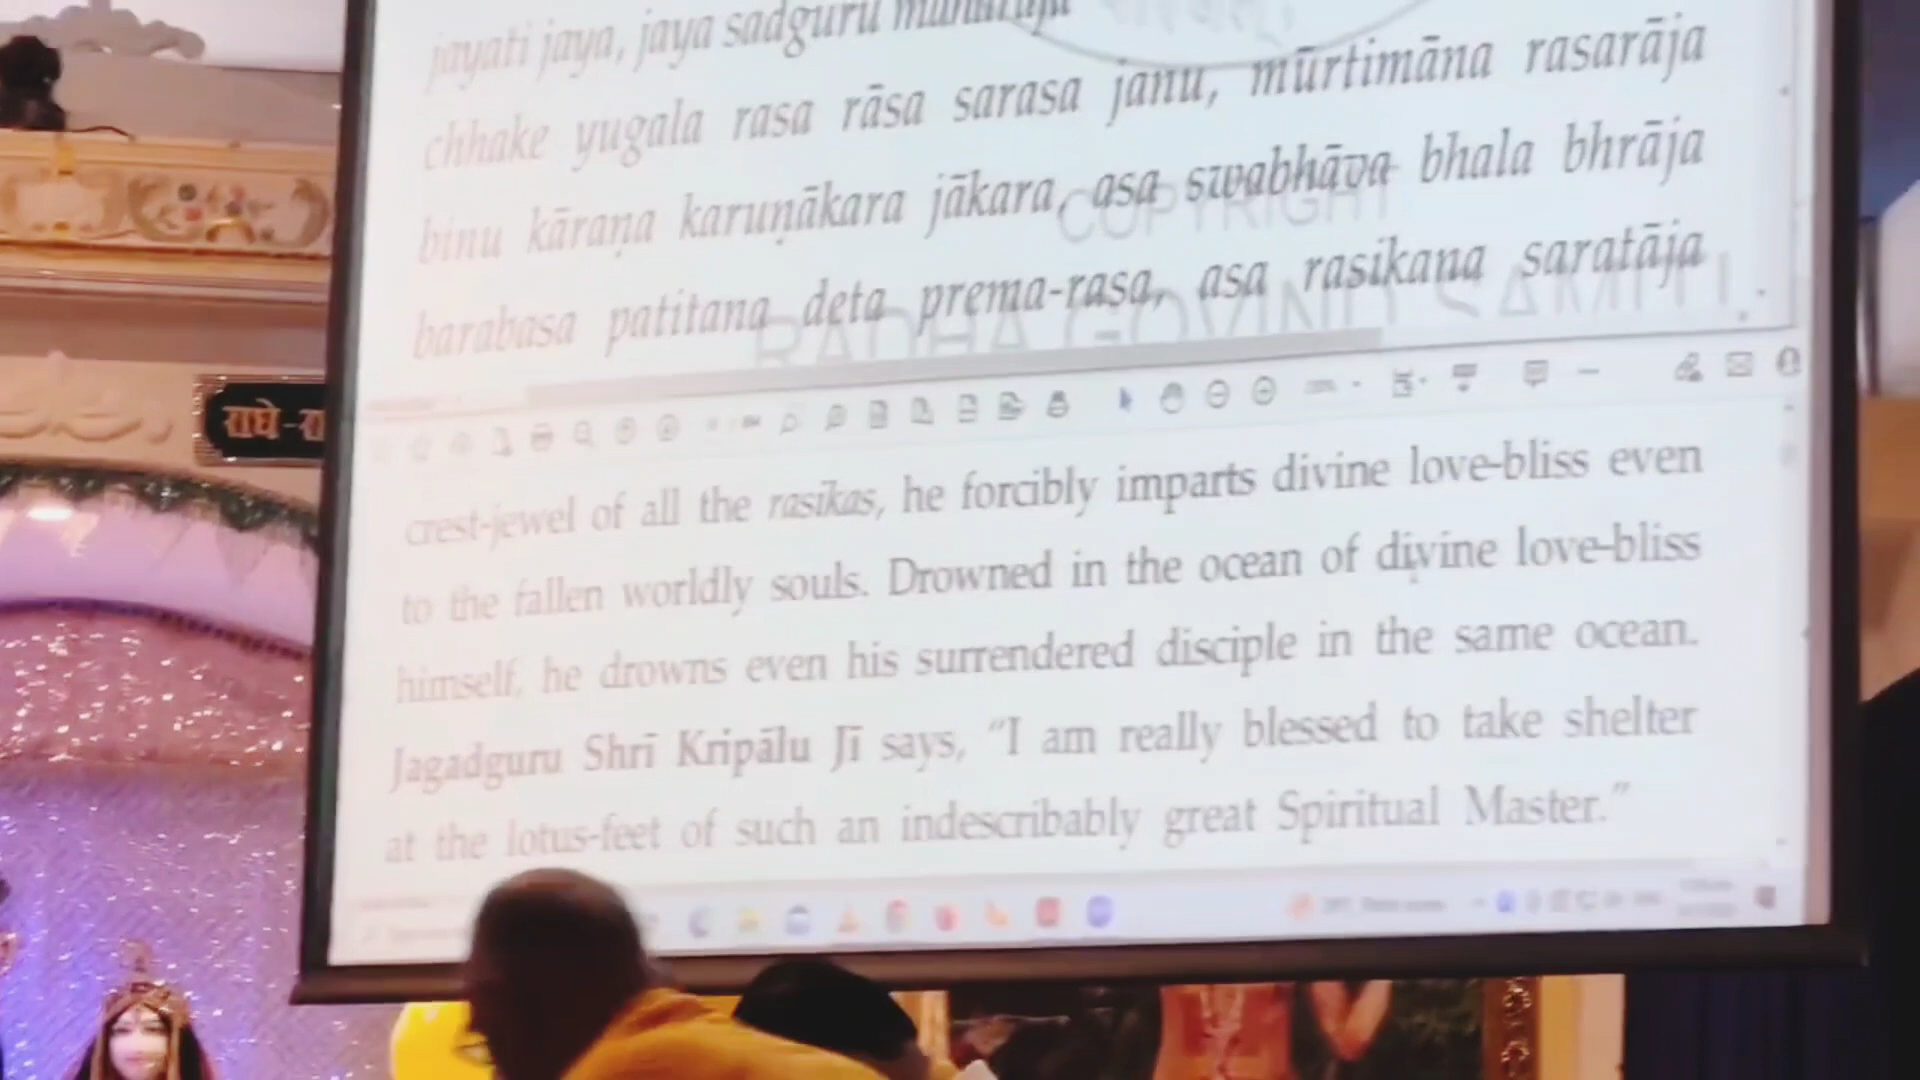 jayati jaya, jaya sadguru mahārāja
chhake yugala rasa rāsa sarasa janu, mūrtimāna rasarāja
binu kāraṇa karuṇākara jākara, asa swabhāva bhala bhrāja
COPYRIGHT
barabasa patitana deta prema-rasa, asa rasikana saratāja
RADHA GOVIND SAMITI
राधे-रा
crest-jewel of all the rasikas, he forcibly imparts divine love-bliss even
to the fallen worldly souls. Drowned in the ocean of divine love-bliss
himself, he drowns even his surrendered disciple in the same ocean.
Jagadguru Shrī Kripālu Jī says, “I am really blessed to take shelter
at the lotus-feet of such an indescribably great Spiritual Master.”